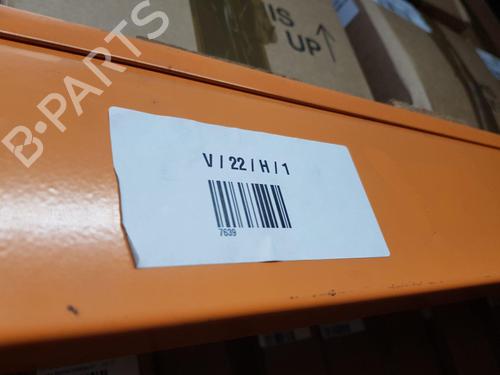 IS
UP
B-PARTS
V / 22 / H / 1
7639